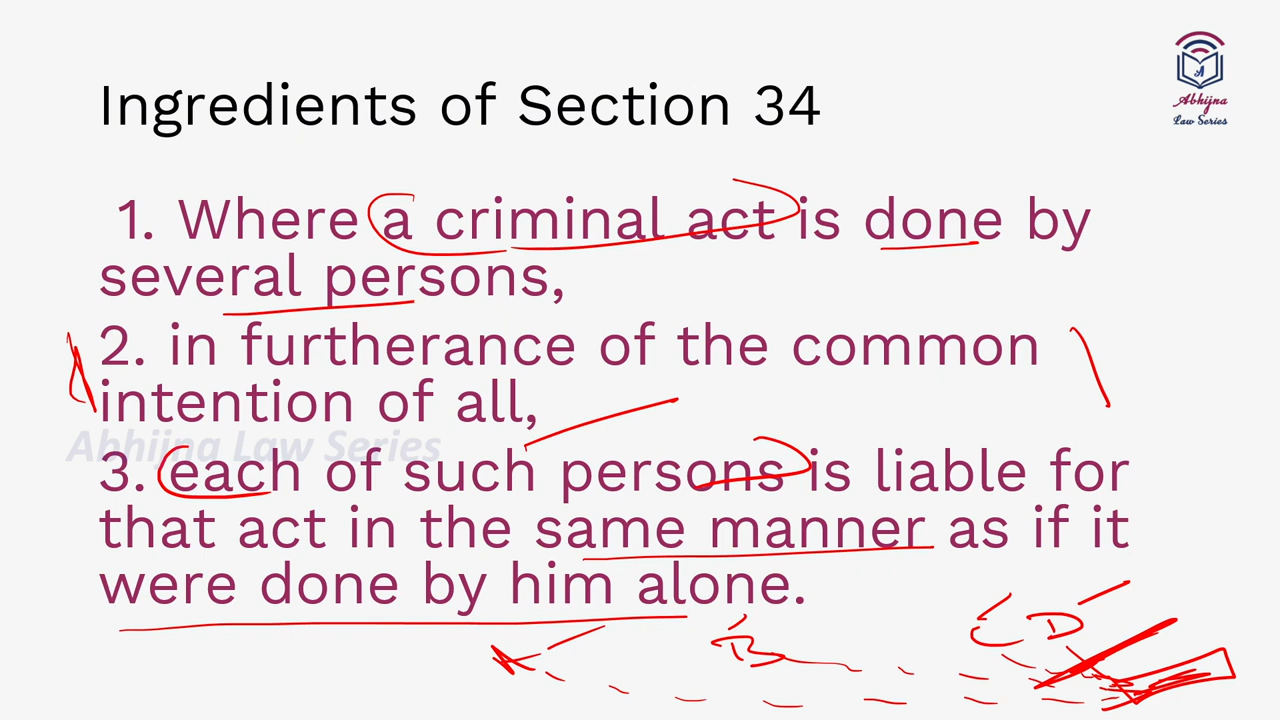 Abhijna
Law Series
Ingredients of Section 34
1. Where a criminal act is done by
several persons,
2. in furtherance of the common
intention of all,
Abhijna Law Series
3. each of such persons is liable for
that act in the same manner as if it
were done by him alone.
A B C D